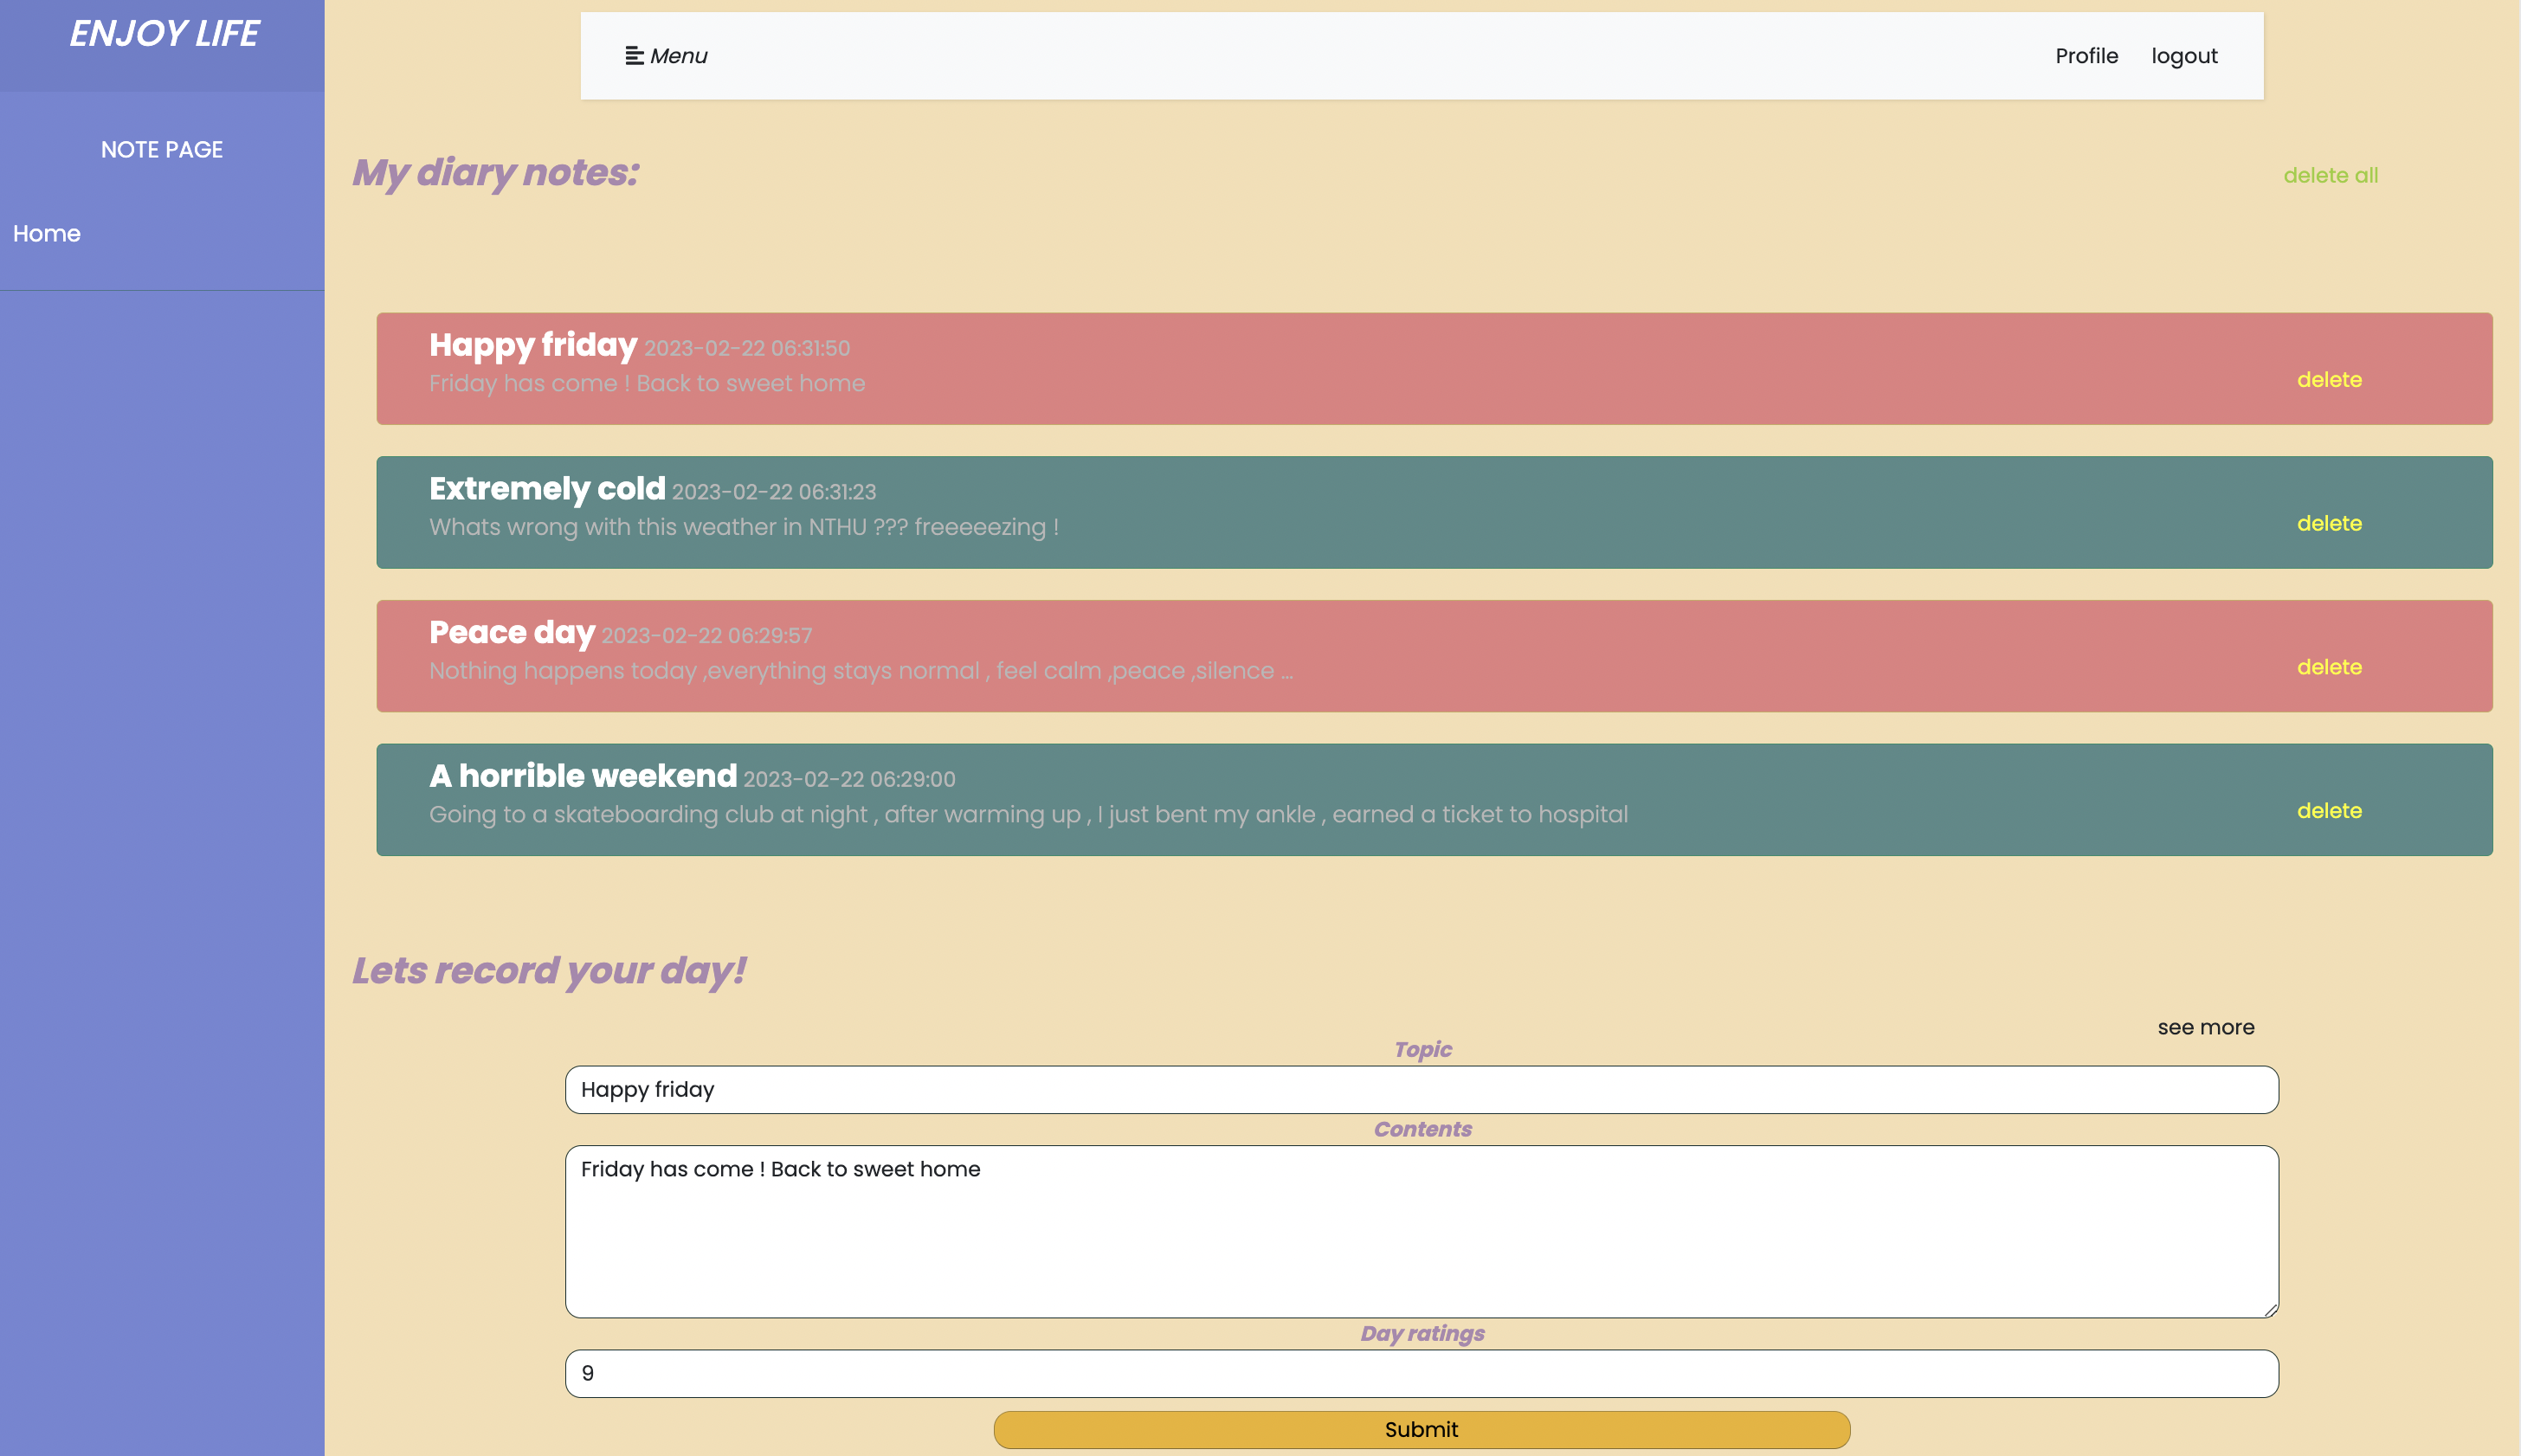 ENJOY LIFE
NOTE PAGE
Home
Menu
Profile logout
My diary notes:
delete all
Happy friday 2023-02-22 06:31:50
Friday has come ! Back to sweet home
delete
Extremely cold 2023-02-22 06:31:23
Whats wrong with this weather in NTHU ??? freeeeezing !
delete
Peace day 2023-02-22 06:29:57
Nothing happens today ,everything stays normal , feel calm ,peace ,silence ...
delete
A horrible weekend 2023-02-22 06:29:00
Going to a skateboarding club at night , after warming up , I just bent my ankle , earned a ticket to hospital
delete
Lets record your day!
see more
Topic
Happy friday
Contents
Friday has come ! Back to sweet home
Day ratings
9
Submit